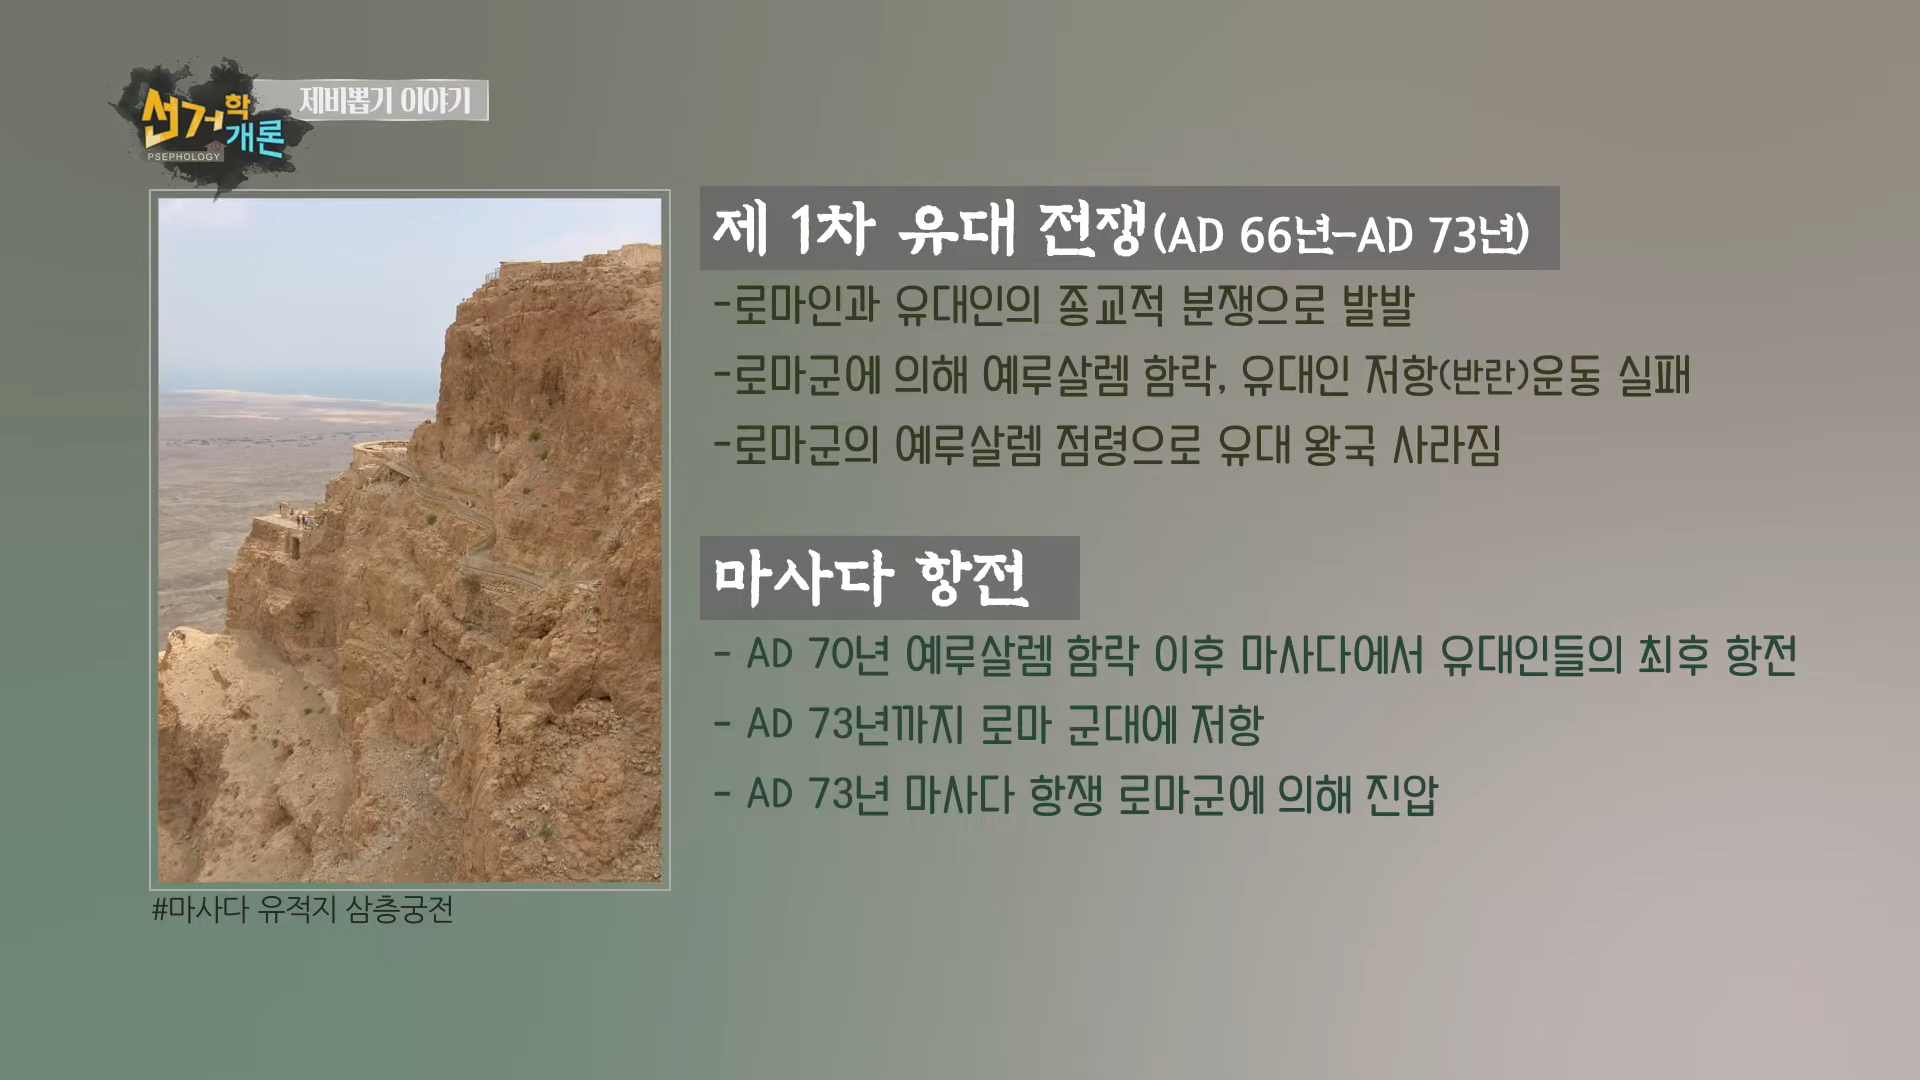 선거학개론
PSEPHOLOGY
제비뽑기 이야기
제 1차 유대 전쟁(AD 66년-AD 73년)
-로마인과 유대인의 종교적 분쟁으로 발발
-로마군에 의해 예루살렘 함락, 유대인 저항(반란)운동 실패
-로마군의 예루살렘 점령으로 유대 왕국 사라짐
마사다 항전
- AD 70년 예루살렘 함락 이후 마사다에서 유대인들의 최후 항전
- AD 73년까지 로마 군대에 저항
- AD 73년 마사다 항쟁 로마군에 의해 진압
#마사다 유적지 삼층궁전